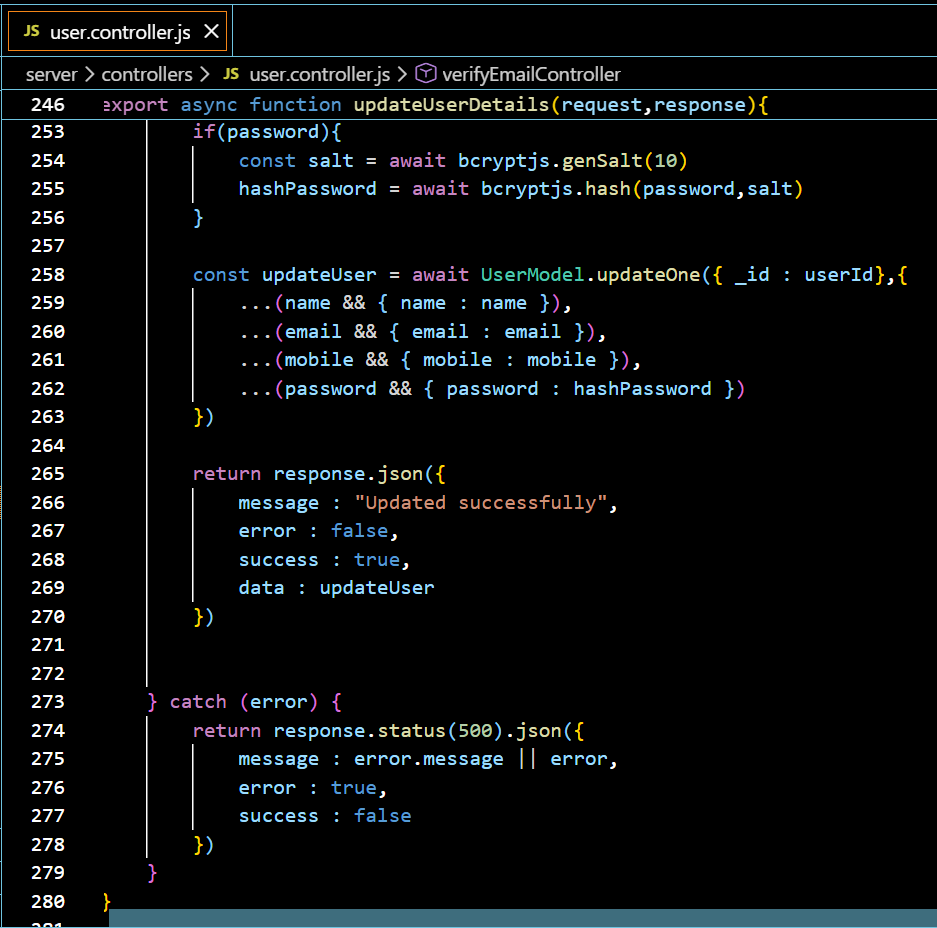 JS user.controller.js
server > controllers > JS user.controller.js > verifyEmailController
246 export async function updateUserDetails(request,response){
253 if(password){
254 const salt = await bcryptjs.genSalt(10)
255 hashPassword = await bcryptjs.hash(password,salt)
256 }
257
258 const updateUser = await UserModel.updateOne({ _id : userId},{
259 ...(name && { name : name }),
260 ...(email && { email : email }),
261 ...(mobile && { mobile : mobile }),
262 ...(password && { password : hashPassword })
263 })
264
265 return response.json({
266 message : "Updated successfully",
267 error : false,
268 success : true,
269 data : updateUser
270 })
271
272
273 } catch (error) {
274 return response.status(500).json({
275 message : error.message || error,
276 error : true,
277 success : false
278 })
279 }
280 }
281